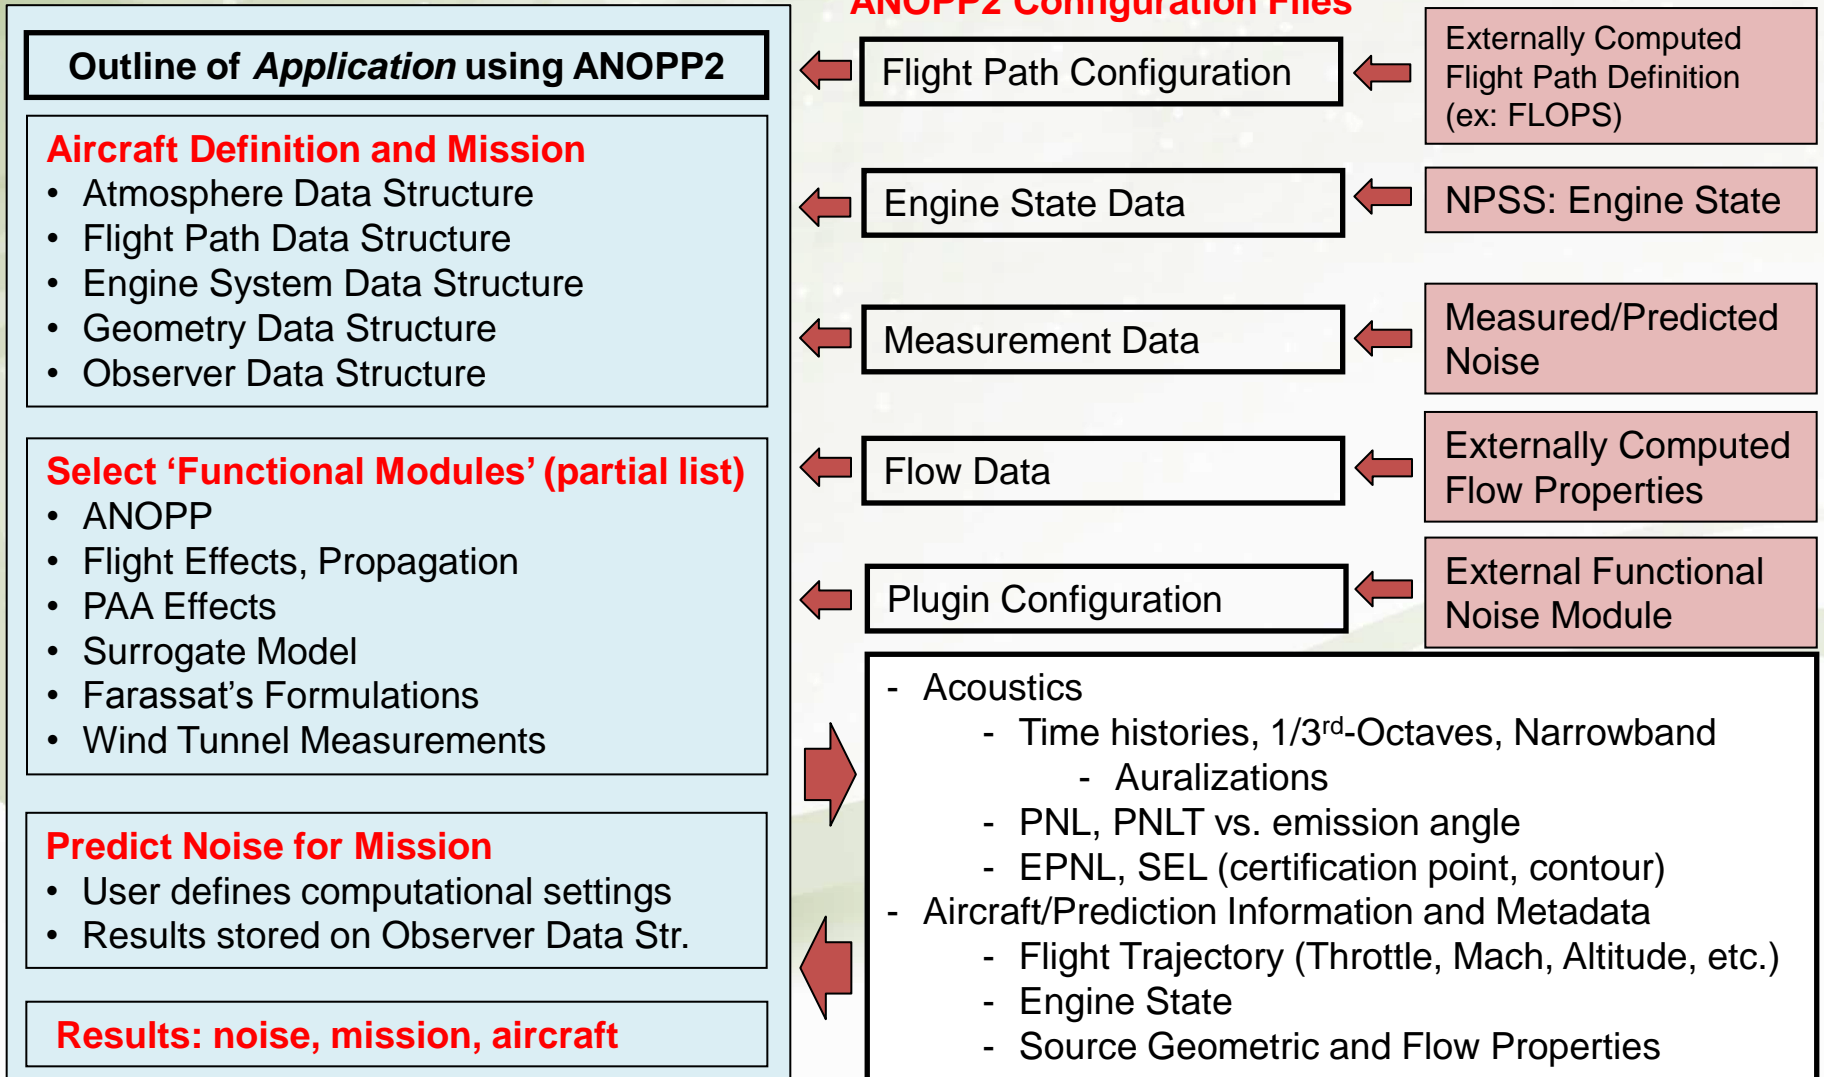 ANOPP2 Configuration Files
Outline of Application using ANOPP2
Aircraft Definition and Mission
• Atmosphere Data Structure
• Flight Path Data Structure
• Engine System Data Structure
• Geometry Data Structure
• Observer Data Structure
Select ‘Functional Modules’ (partial list)
• ANOPP
• Flight Effects, Propagation
• PAA Effects
• Surrogate Model
• Farassat’s Formulations
• Wind Tunnel Measurements
Predict Noise for Mission
• User defines computational settings
• Results stored on Observer Data Str.
Results: noise, mission, aircraft
Flight Path Configuration
Externally Computed
Flight Path Definition
(ex: FLOPS)
Engine State Data
NPSS: Engine State
Measurement Data
Measured/Predicted
Noise
Flow Data
Externally Computed
Flow Properties
Plugin Configuration
External Functional
Noise Module
- Acoustics
- Time histories, 1/3rd-Octaves, Narrowband
- Auralizations
- PNL, PNLT vs. emission angle
- EPNL, SEL (certification point, contour)
- Aircraft/Prediction Information and Metadata
- Flight Trajectory (Throttle, Mach, Altitude, etc.)
- Engine State
- Source Geometric and Flow Properties